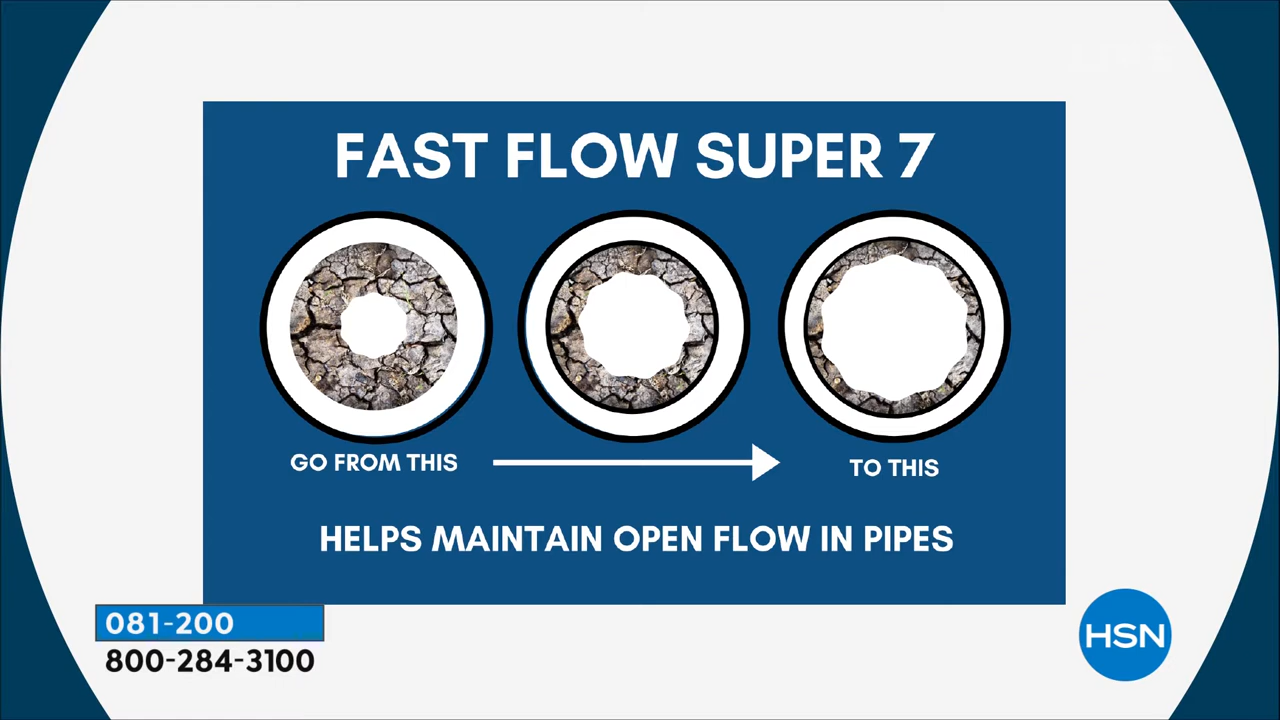 FAST FLOW SUPER 7
GO FROM THIS
TO THIS
HELPS MAINTAIN OPEN FLOW IN PIPES
081-200
800-284-3100
HSN